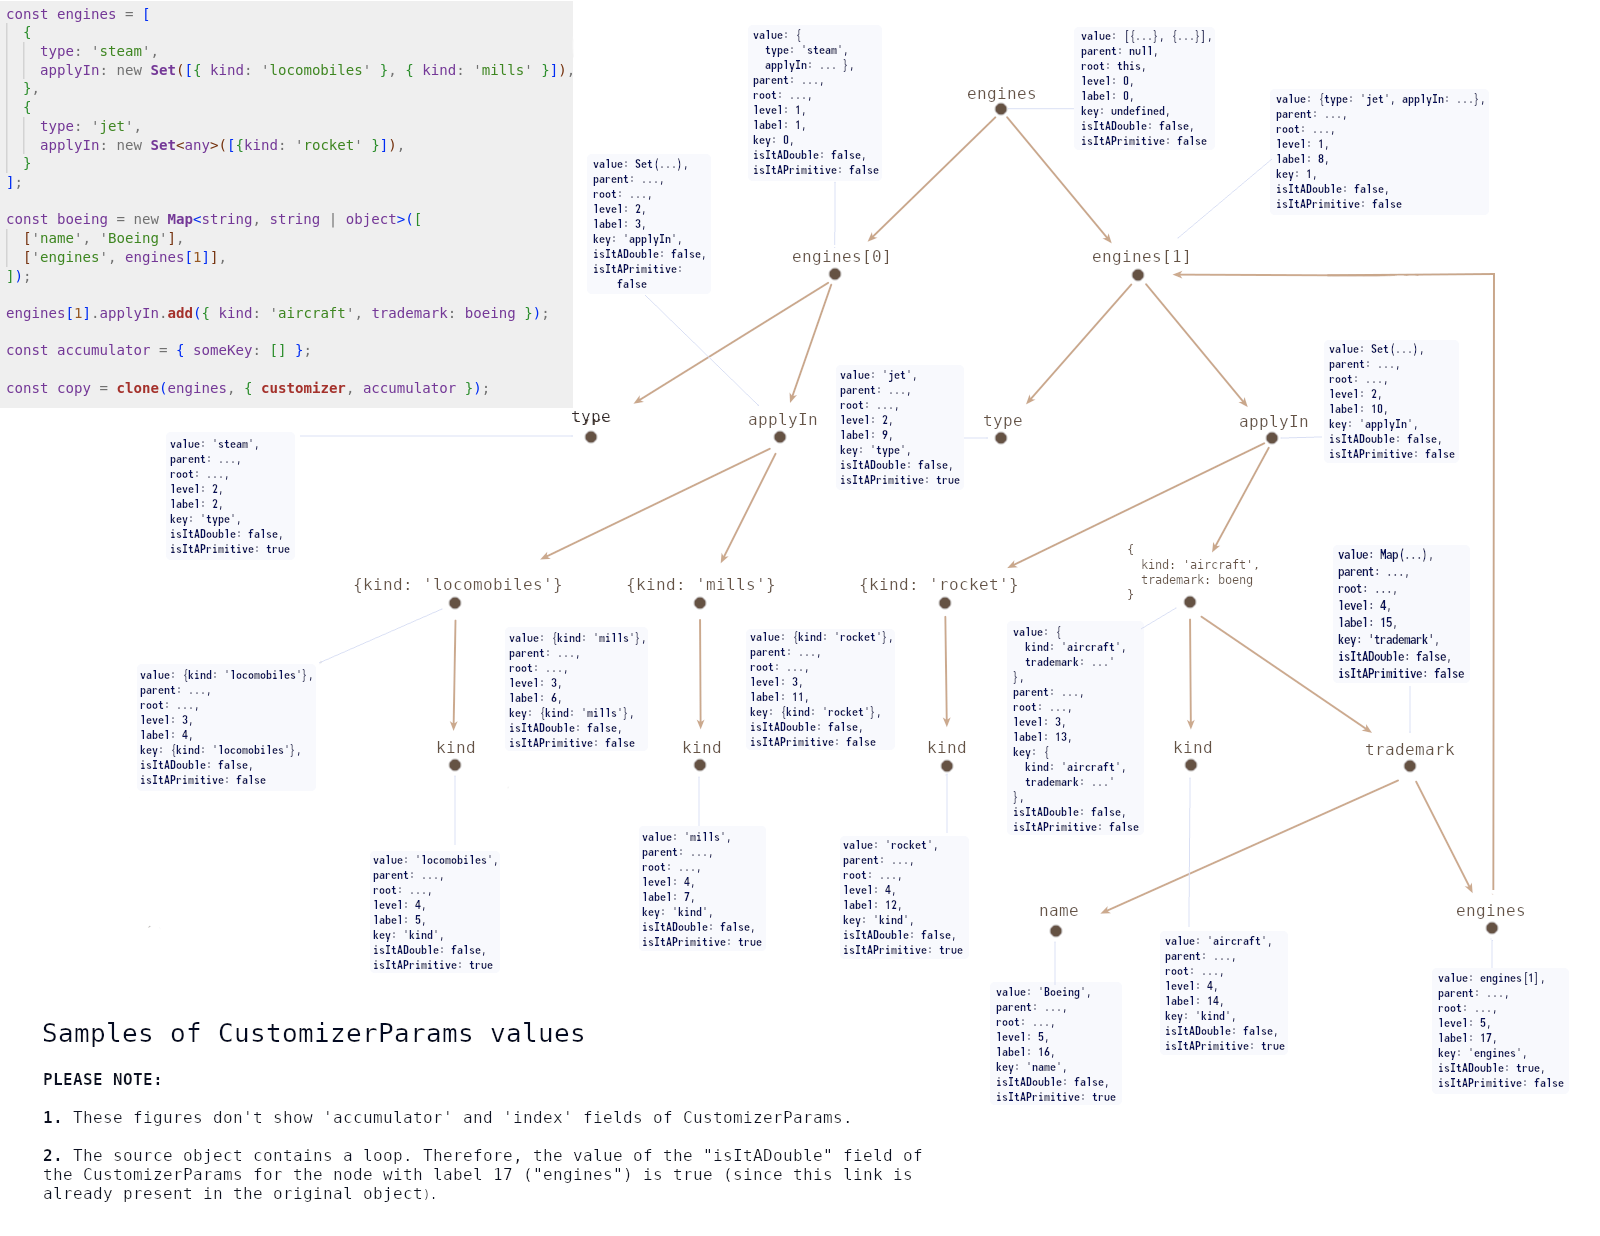 const engines = [
{
type: 'steam',
applyIn: new Set([{ kind: 'locomobiles' }, { kind: 'mills' }]),
},
{
type: 'jet',
applyIn: new Set<any>([{kind: 'rocket' }]),
}
];
const boeing = new Map<string, string | object>([
['name', 'Boeing'],
['engines', engines[1]],
]);
engines[1].applyIn.add({ kind: 'aircraft', trademark: boeing });
const accumulator = { someKey: [] };
const copy = clone(engines, { customizer, accumulator });
value: {
type: 'steam',
applyIn: ... },
parent: ...,
root: ...,
level: 1,
label: 1,
key: 0,
isItADouble: false,
isItAPrimitive: false
engines
value: [{...}, {...}],
parent: null,
root: this,
level: 0,
label: 0,
key: undefined,
isItADouble: false,
isItAPrimitive: false
value: {type: 'jet', applyIn: ...},
parent: ...,
root: ...,
level: 1,
label: 8,
key: 1,
isItADouble: false,
isItAPrimitive: false
value: Set(...),
parent: ...,
root: ...,
level: 2,
label: 3,
key: 'applyIn',
isItADouble: false,
isItAPrimitive:
false
engines[0]
engines[1]
type
applyIn
value: 'jet',
parent: ...,
root: ...,
level: 2,
label: 9,
key: 'type',
isItADouble: false,
isItAPrimitive: true
type
applyIn
value: Set(...),
parent: ...,
root: ...,
level: 2,
label: 10,
key: 'applyIn',
isItADouble: false,
isItAPrimitive: false
value: 'steam',
parent: ...,
root: ...,
level: 2,
label: 2,
key: 'type',
isItADouble: false,
isItAPrimitive: true
{kind: 'locomobiles'}
{kind: 'mills'}
{kind: 'rocket'}
{
kind: 'aircraft',
trademark: boeng
}
value: Map(...),
parent: ...,
root: ...,
level: 4,
label: 15,
key: 'trademark',
isItADouble: false,
isItAPrimitive: false
value: {kind: 'locomobiles'},
parent: ...,
root: ...,
level: 3,
label: 4,
key: {kind: 'locomobiles'},
isItADouble: false,
isItAPrimitive: false
value: {kind: 'mills'},
parent: ...,
root: ...,
level: 3,
label: 6,
key: {kind: 'mills'},
isItADouble: false,
isItAPrimitive: false
value: {kind: 'rocket'},
parent: ...,
root: ...,
level: 3,
label: 11,
key: {kind: 'rocket'},
isItADouble: false,
isItAPrimitive: false
value: {
kind: 'aircraft',
trademark: ...'
},
parent: ...,
root: ...,
level: 3,
label: 13,
key: {
kind: 'aircraft',
trademark: ...'
},
isItADouble: false,
isItAPrimitive: false
kind
kind
kind
kind
trademark
value: 'locomobiles',
parent: ...,
root: ...,
level: 4,
label: 5,
key: 'kind',
isItADouble: false,
isItAPrimitive: true
value: 'mills',
parent: ...,
root: ...,
level: 4,
label: 7,
key: 'kind',
isItADouble: false,
isItAPrimitive: true
value: 'rocket',
parent: ...,
root: ...,
level: 4,
label: 12,
key: 'kind',
isItADouble: false,
isItAPrimitive: true
name
engines
value: 'Boeing',
parent: ...,
root: ...,
level: 5,
label: 16,
key: 'name',
isItADouble: false,
isItAPrimitive: true
value: 'aircraft',
parent: ...,
root: ...,
level: 4,
label: 14,
key: 'kind',
isItADouble: false,
isItAPrimitive: true
value: engines[1],
parent: ...,
root: ...,
level: 5,
label: 17,
key: 'engines',
isItADouble: true,
isItAPrimitive: false
Samples of CustomizerParams values
PLEASE NOTE:
1. These figures don't show 'accumulator' and 'index' fields of CustomizerParams.
2. The source object contains a loop. Therefore, the value of the "isItADouble" field of
the CustomizerParams for the node with label 17 ("engines") is true (since this link is
already present in the original object).